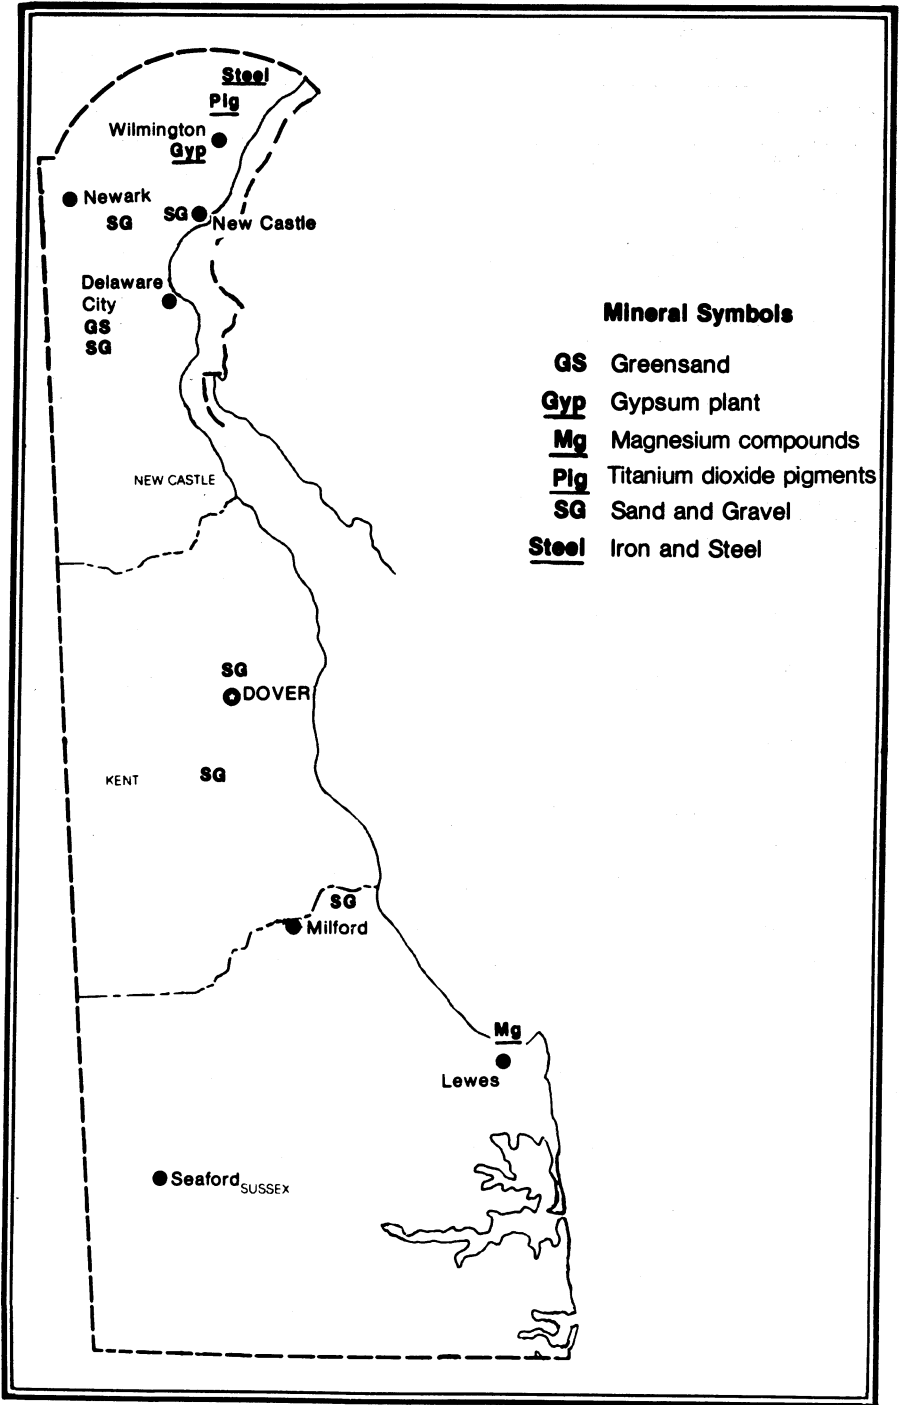 Steel
Pig
Wilmington
Gyp
Newark
SG
SG
New Castle
Delaware
City
GS
SG
Mineral Symbols
GS Greensand
Gyp Gypsum plant
Mg Magnesium compounds
Pig Titanium dioxide pigments
SG Sand and Gravel
Steel Iron and Steel
NEW CASTLE
SG
DOVER
KENT
SG
SG
Milford
Mg
Lewes
Seaford
SUSSEX